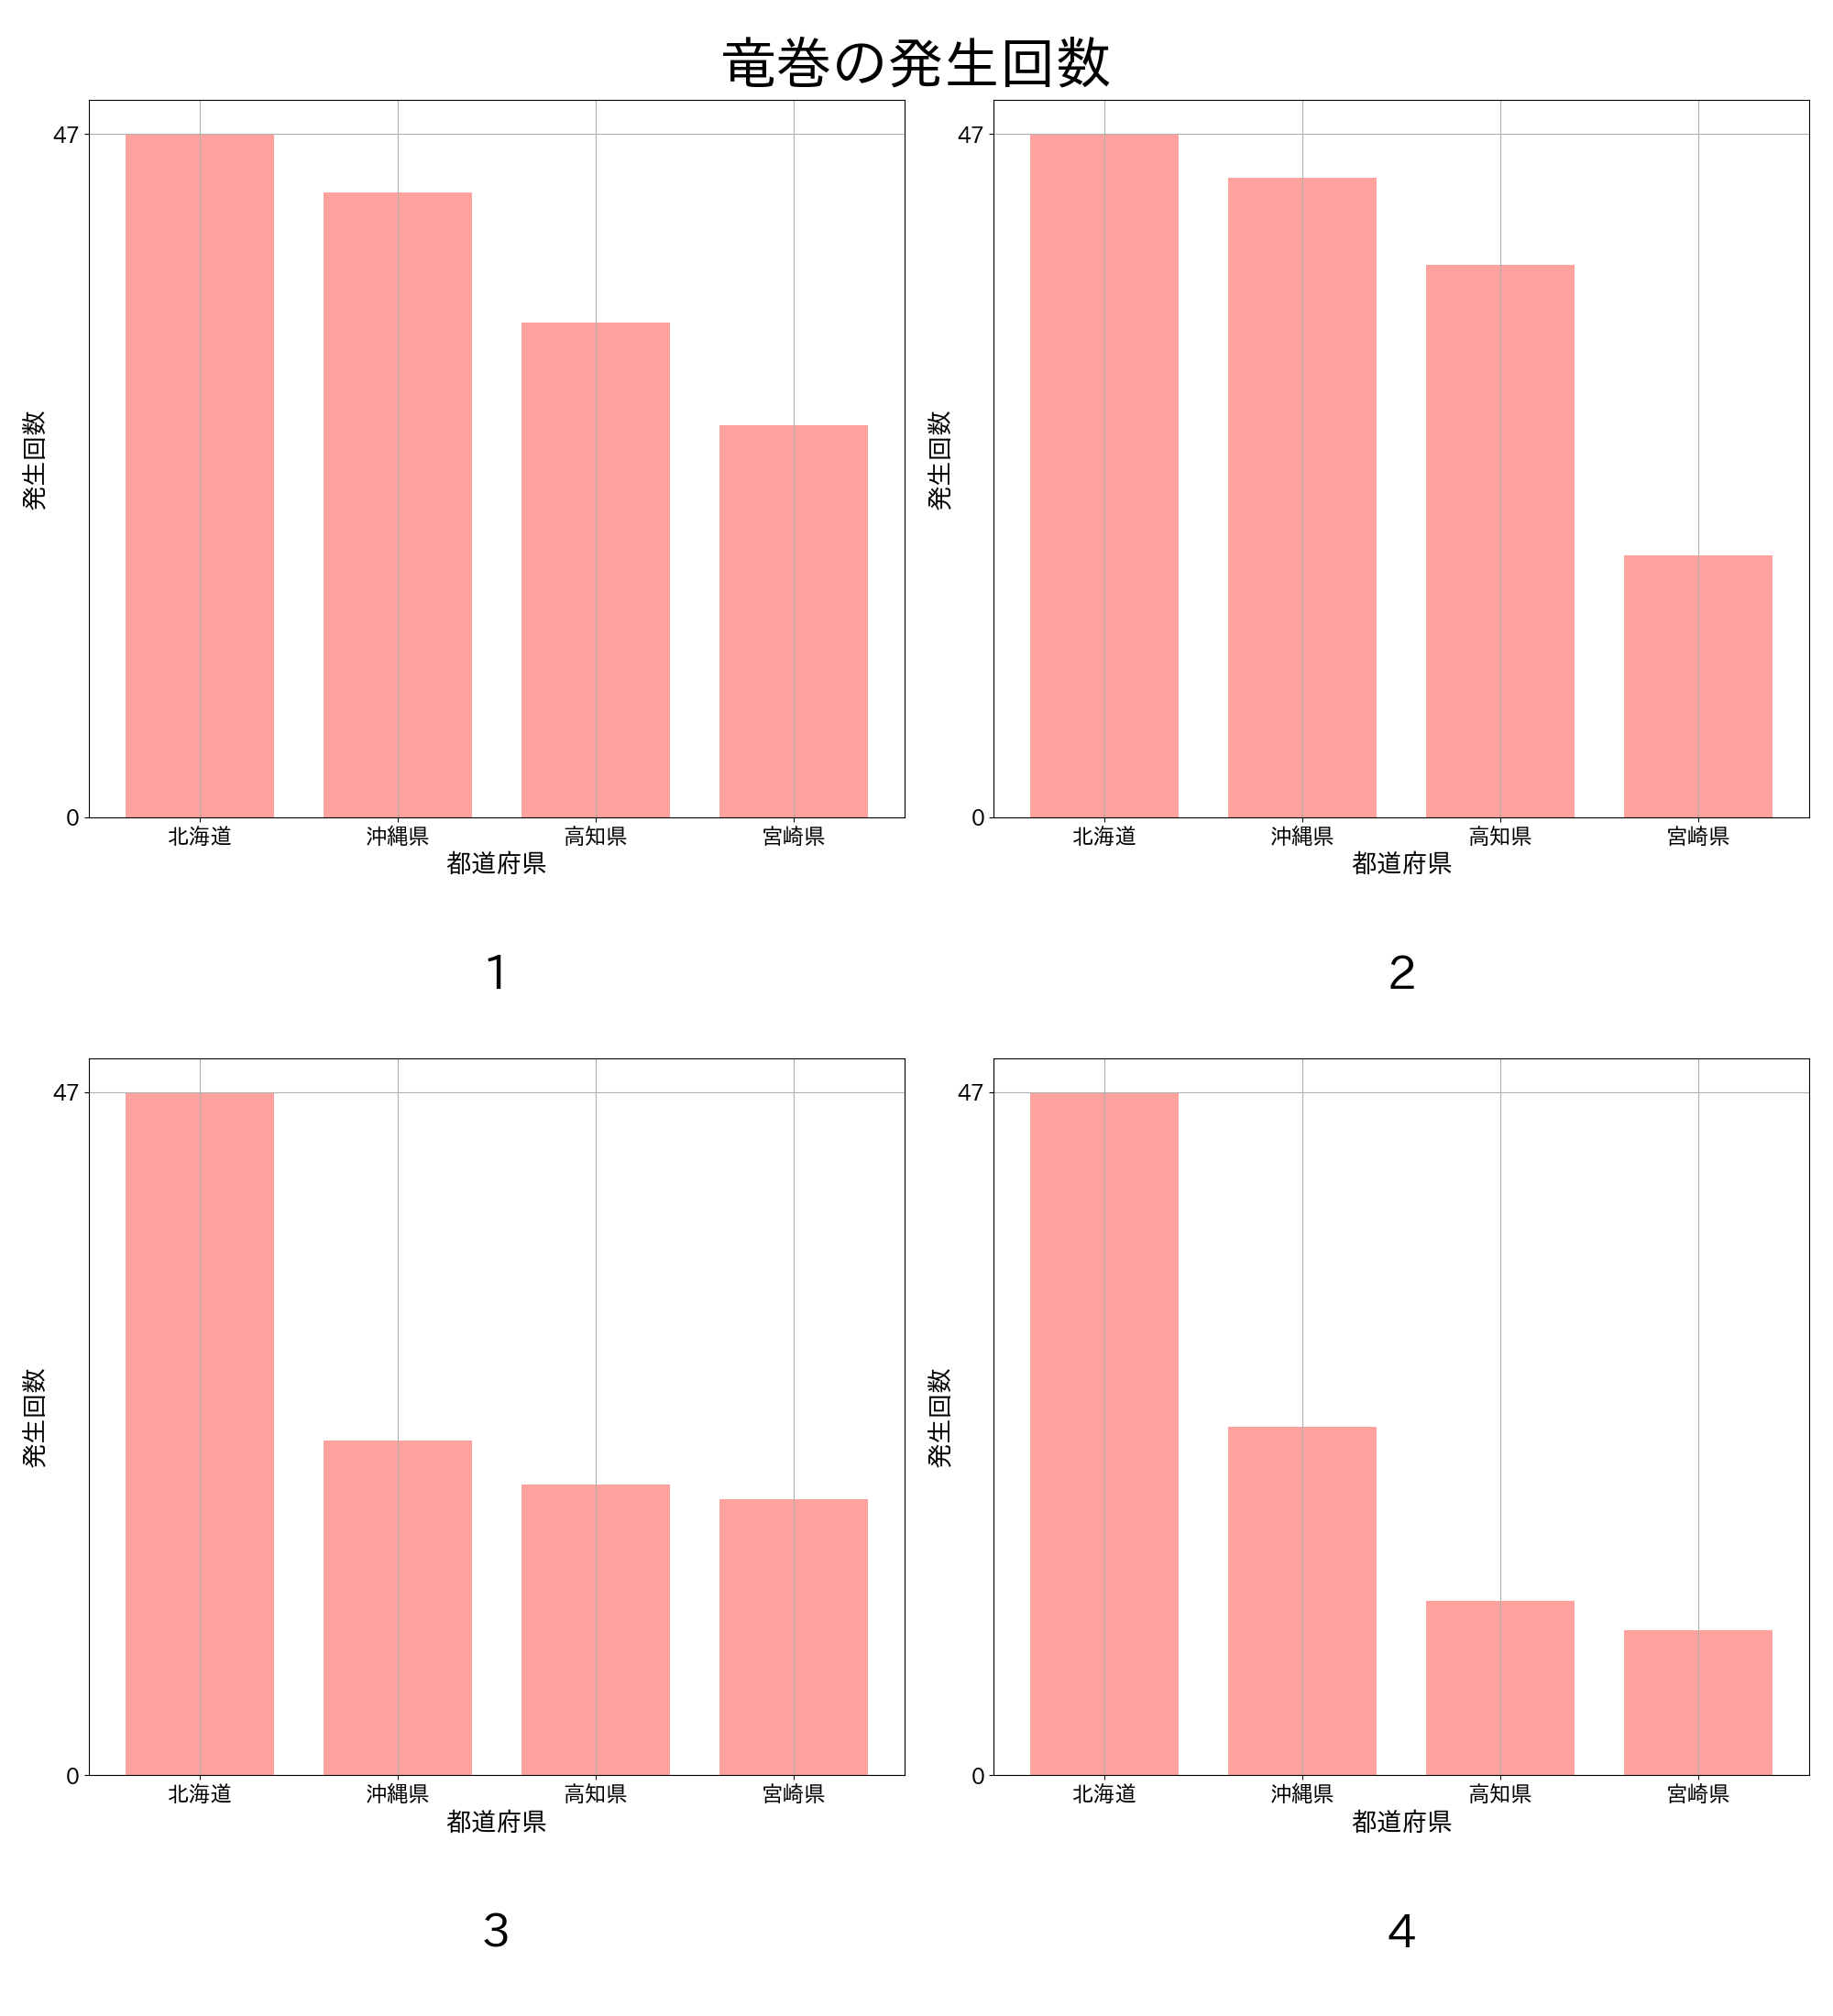 竜巻の発生回数
47
0
発生回数
北海道 沖縄県 高知県 宮崎県
都道府県
1
47
0
発生回数
北海道 沖縄県 高知県 宮崎県
都道府県
2
47
0
発生回数
北海道 沖縄県 高知県 宮崎県
都道府県
3
47
0
発生回数
北海道 沖縄県 高知県 宮崎県
都道府県
4